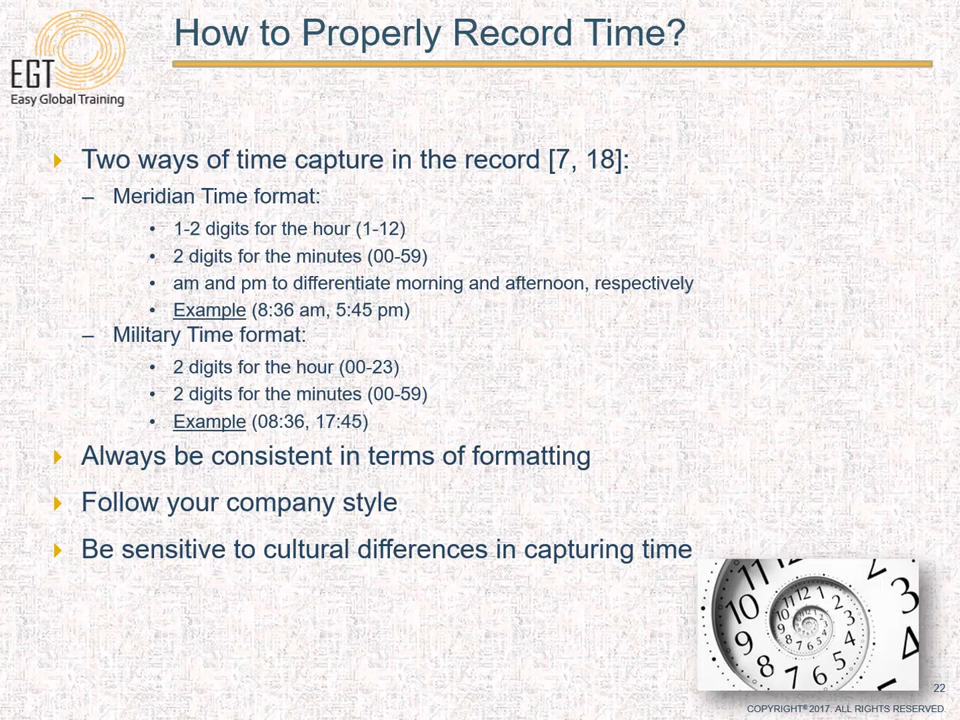 EGT
Easy Global Training
How to Properly Record Time?
Two ways of time capture in the record [7, 18]:
– Meridian Time format:
• 1-2 digits for the hour (1-12)
• 2 digits for the minutes (00-59)
• am and pm to differentiate morning and afternoon, respectively
• Example (8:36 am, 5:45 pm)
– Military Time format:
• 2 digits for the hour (00-23)
• 2 digits for the minutes (00-59)
• Example (08:36, 17:45)
Always be consistent in terms of formatting
Follow your company style
Be sensitive to cultural differences in capturing time
22
COPYRIGHT® 2017. ALL RIGHTS RESERVED.